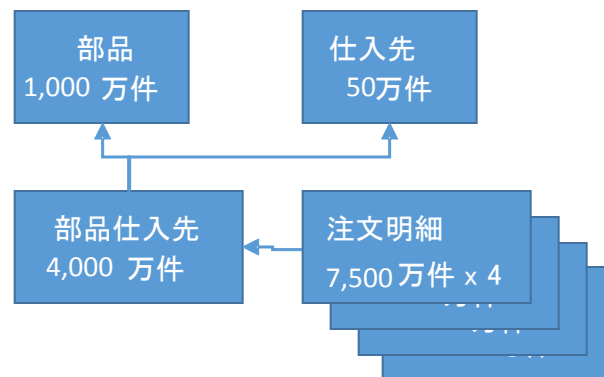 部品
1,000 万件
仕入先
50万件
部品仕入先
4,000 万件
注文明細
7,500 万件 x 4